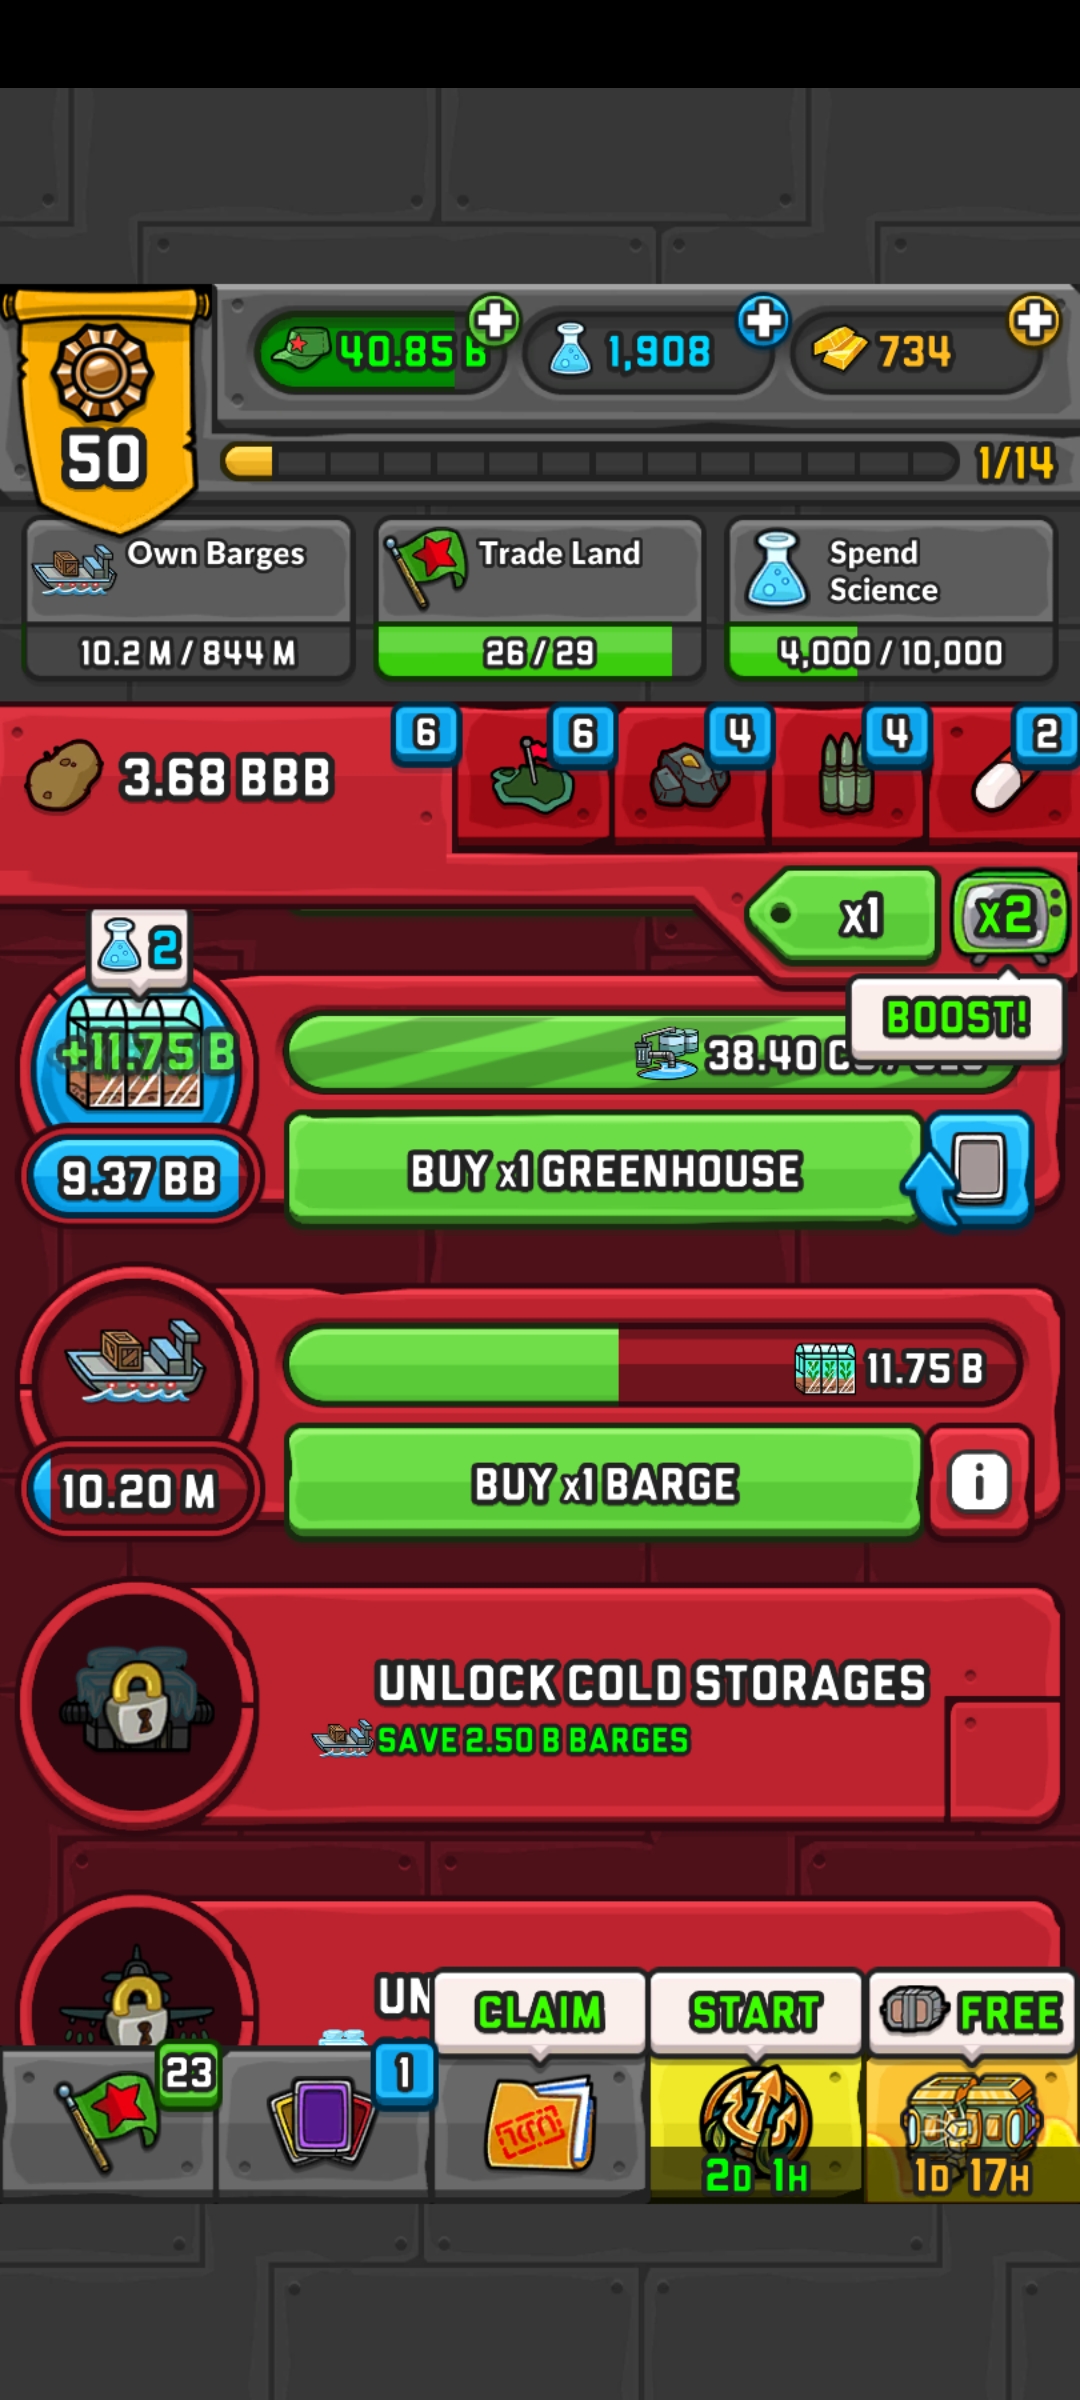 40.85 B
1,908
734
50
1/14
Own Barges
10.2 M / 844 M
Trade Land
26 / 29
Spend
Science
4,000 / 10,000
3.68 BBB
6
6
4
4
2
x1
x2
BOOST!
2
+11.75 B
38.40 C
9.37 BB
BUY x1 GREENHOUSE
11.75 B
10.20 M
BUY x1 BARGE
i
UNLOCK COLD STORAGES
SAVE 2.50 B BARGES
UN
CLAIM
START
FREE
23
1
2D 1H
1D 17H